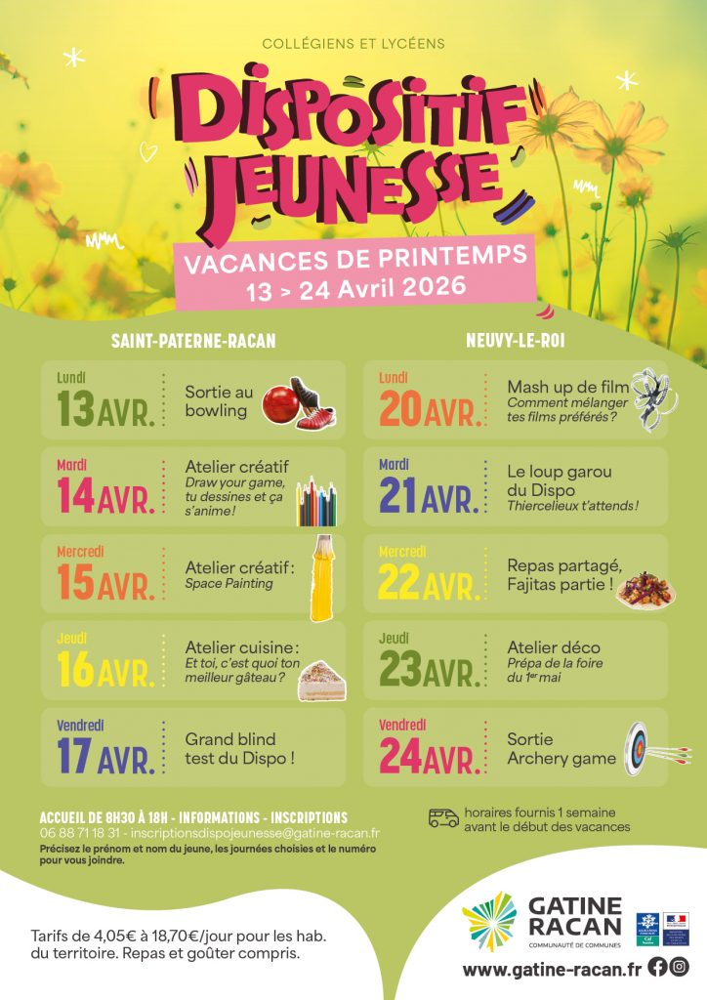 COLLÉGIENS ET LYCÉENS
DISPOSITIF
JEUNESSE
VACANCES DE PRINTEMPS
13 > 24 Avril 2026
SAINT-PATERNE-RACAN
Lundi
13 AVR.
Sortie au
bowling
Mardi
14 AVR.
Atelier créatif
Draw your game,
tu dessines et ça
s'anime !
Mercredi
15 AVR.
Atelier créatif :
Space Painting
Jeudi
16 AVR.
Atelier cuisine :
Et toi, c'est quoi ton
meilleur gâteau ?
Vendredi
17 AVR.
Grand blind
test du Dispo !
NEUVY-LE-ROI
Lundi
20 AVR.
Mash up de film
Comment mélanger
tes films préférés ?
Mardi
21 AVR.
Le loup garou
du Dispo
Thiercelieux t'attends !
Mercredi
22 AVR.
Repas partagé,
Fajitas partie !
Jeudi
23 AVR.
Atelier déco
Prépa de la foire
du 1er mai
Vendredi
24 AVR.
Sortie
Archery game
ACCUEIL DE 8H30 À 18H - INFORMATIONS - INSCRIPTIONS
06 88 71 18 31 - inscriptionsdispojeunesse@gatine-racan.fr
Précisez le prénom et nom du jeune, les journées choisies et le numéro
pour vous joindre.
horaires fournis 1 semaine
avant le début des vacances
Tarifs de 4,05€ à 18,70€/jour pour les hab.
du territoire. Repas et goûter compris.
GATINE
RACAN
COMMUNAUTÉ DE COMMUNES
www.gatine-racan.fr